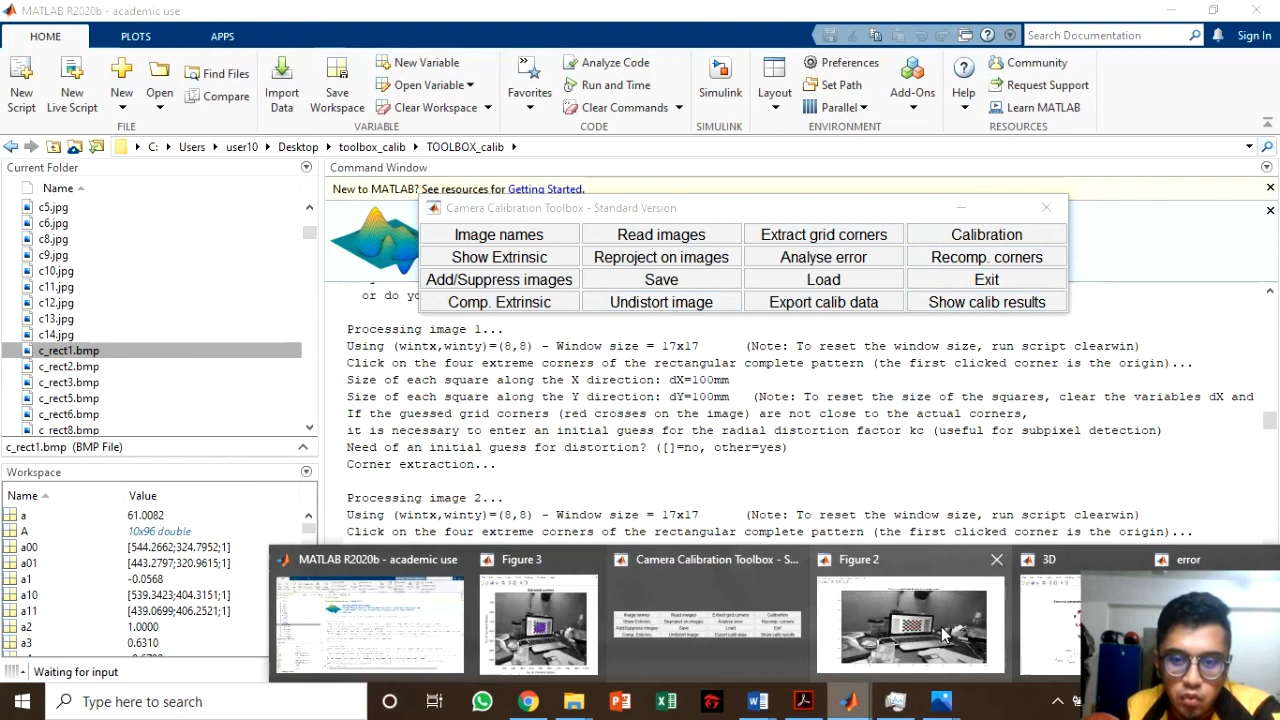 MATLAB R2020b - academic use
HOME PLOTS APPS
Search Documentation
Sign In
New Script
New Live Script
New
Open
Find Files
Compare
Import Data
Save Workspace
New Variable
Open Variable
Clear Workspace
Favorites
Analyze Code
Run and Time
Clear Commands
Simulink
Layout
Preferences
Set Path
Parallel
Add-Ons
Help
Community
Request Support
Learn MATLAB
FILE VARIABLE CODE SIMULINK ENVIRONMENT RESOURCES
C: Users user10 Desktop toolbox_calib TOOLBOX_calib
Current Folder
Name
c5.jpg
c6.jpg
c8.jpg
c9.jpg
c10.jpg
c11.jpg
c12.jpg
c13.jpg
c14.jpg
c_rect1.bmp
c_rect2.bmp
c_rect3.bmp
c_rect5.bmp
c_rect6.bmp
c_rect8.bmp
c_rect1.bmp (BMP File)
Workspace
Name Value
a 61.0082
A 10x96 double
a00 [544.2662;324.7952;1]
a01 [443.2797;320.9615;1]
a1 -0.0568
a11 [439.0699;406.2521;1]
1.0000
a3 0.6310
Waiting for input
Command Window
New to MATLAB? See resources for Getting Started.
Camera Calibration Toolbox - Standard Version
Image names Read images Extract grid corners Calibration
Show Extrinsic Reproject on images Analyse error Recomp. corners
Add/Suppress images Save Load Exit
Comp. Extrinsic Undistort image Export calib data Show calib results
or do yo
Processing image 1...
Using (wintx,winty)=(8,8) - Window size = 17x17 (Note: To reset the window size, run script clearwin)
Click on the four extreme corners of the rectangular complete pattern (the first clicked corner is the origin)...
Size of each square along the X direction: dX=100mm
Size of each square along the Y direction: dY=100mm (Note: To reset the size of the squares, clear the variables dX and
If the guessed grid corners (red crosses on the image) are not close to the actual corners,
it is necessary to enter an initial guess for the radial distortion factor kc (useful for subpixel detection)
Need of an initial guess for distortion? ([]=no, other=yes)
Corner extraction...
Processing image 2...
Using (wintx,winty)=(8,8) - Window size = 17x17 (Note: To reset the window size, run script clearwin)
Click on the four extreme corners of the rectangular complete pattern (the first clicked corner is the origin)...
MATLAB R2020b - academic use
Figure 3
Camera Calibration Toolbox - S...
Figure 2
3D
error
Type here to search